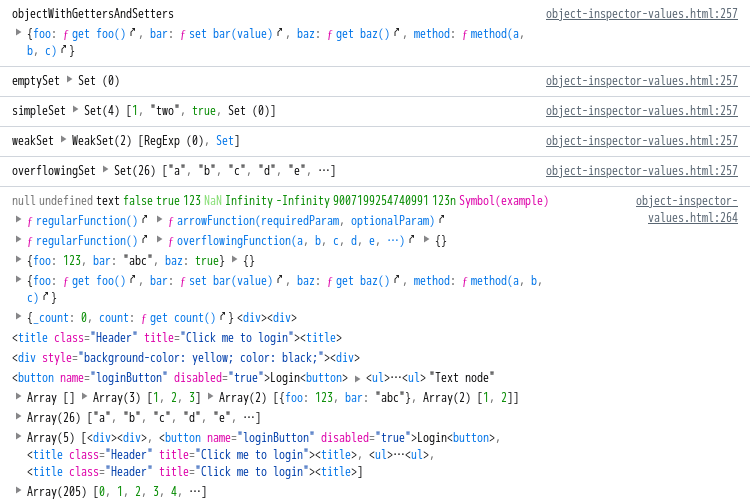 objectWithGettersAndSetters object-inspector-values.html:257
{foo: ƒ get foo(), bar: ƒ set bar(value), baz: ƒ get baz(), method: ƒ method(a,
b, c)}
emptySet Set (0) object-inspector-values.html:257
simpleSet Set(4) [1, "two", true, Set (0)] object-inspector-values.html:257
weakSet WeakSet(2) [RegExp (0), Set] object-inspector-values.html:257
overflowingSet Set(26) ["a", "b", "c", "d", "e", …] object-inspector-values.html:257
null undefined text false true 123 NaN Infinity -Infinity 9007199254740991 123n Symbol(example) object-inspector-
values.html:264
ƒ regularFunction() ƒ arrowFunction(requiredParam, optionalParam)
ƒ regularFunction() ƒ overflowingFunction(a, b, c, d, e, …) {}
{foo: 123, bar: "abc", baz: true} {}
{foo: ƒ get foo(), bar: ƒ set bar(value), baz: ƒ get baz(), method: ƒ method(a, b,
c)}
{_count: 0, count: ƒ get count()} <div><div>
<title class="Header" title="Click me to login"><title>
<div style="background-color: yellow; color: black;"><div>
<button name="loginButton" disabled="true">Login<button> <ul>…<ul> "Text node"
Array [] Array(3) [1, 2, 3] Array(2) [{foo: 123, bar: "abc"}, Array(2) [1, 2]]
Array(26) ["a", "b", "c", "d", "e", …]
Array(5) [<div><div>, <button name="loginButton" disabled="true">Login<button>,
<title class="Header" title="Click me to login"><title>, <ul>…<ul>,
<title class="Header" title="Click me to login"><title>]
Array(205) [0, 1, 2, 3, 4, …]